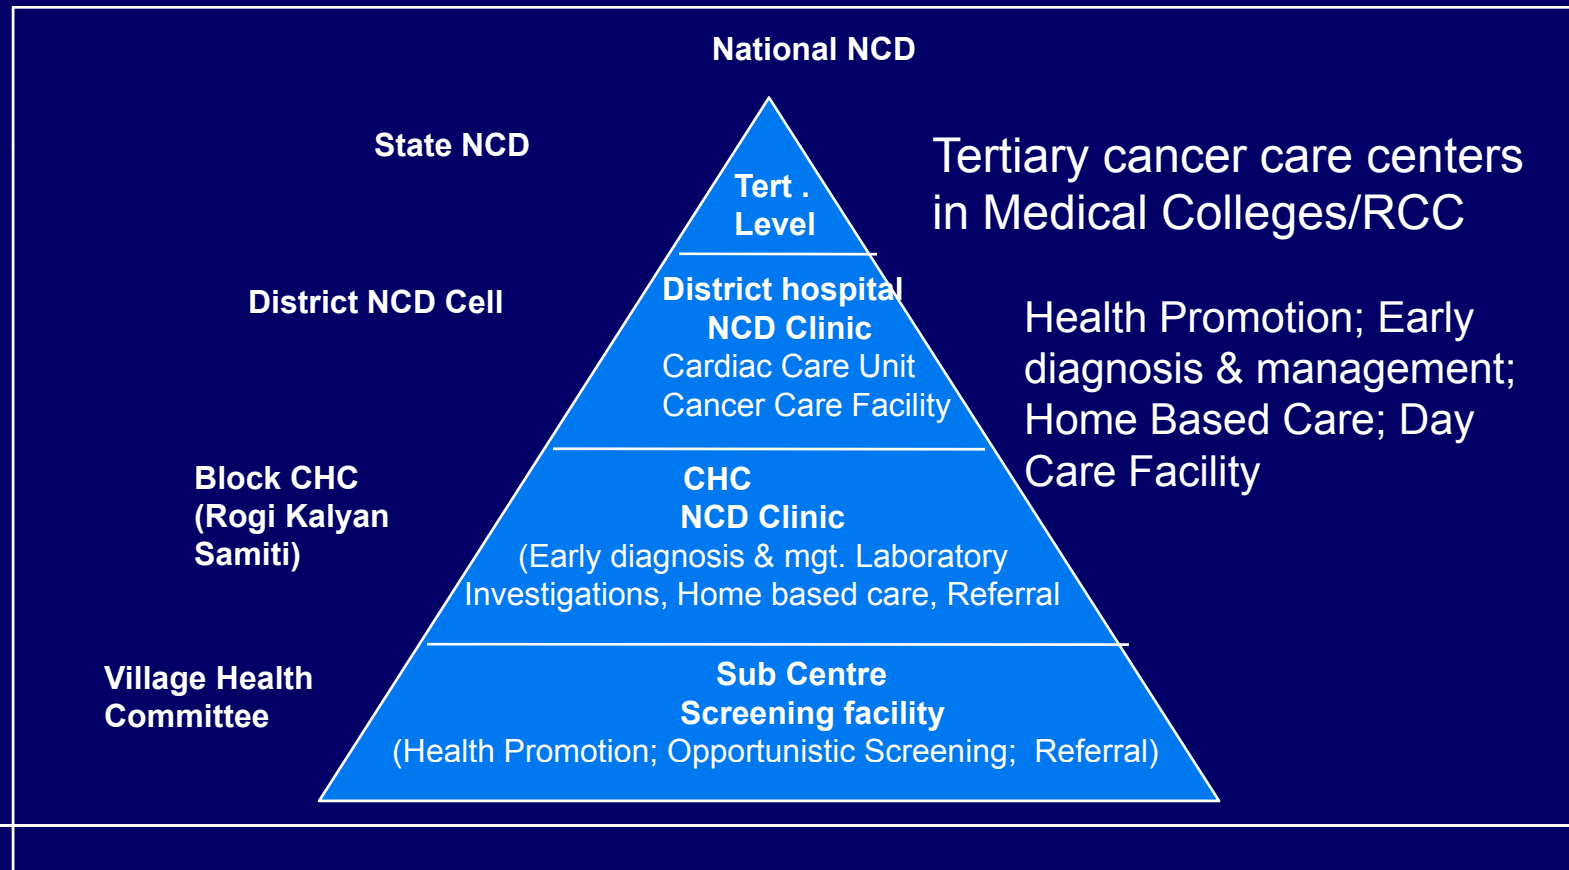 National NCD
State NCD
Tert .
Level
Tertiary cancer care centers
in Medical Colleges/RCC
District NCD Cell
District hospital
NCD Clinic
Cardiac Care Unit
Cancer Care Facility
Health Promotion; Early
diagnosis & management;
Home Based Care; Day
Care Facility
Block CHC
(Rogi Kalyan
Samiti)
CHC
NCD Clinic
(Early diagnosis & mgt. Laboratory
Investigations, Home based care, Referral
Village Health
Committee
Sub Centre
Screening facility
(Health Promotion; Opportunistic Screening;  Referral)